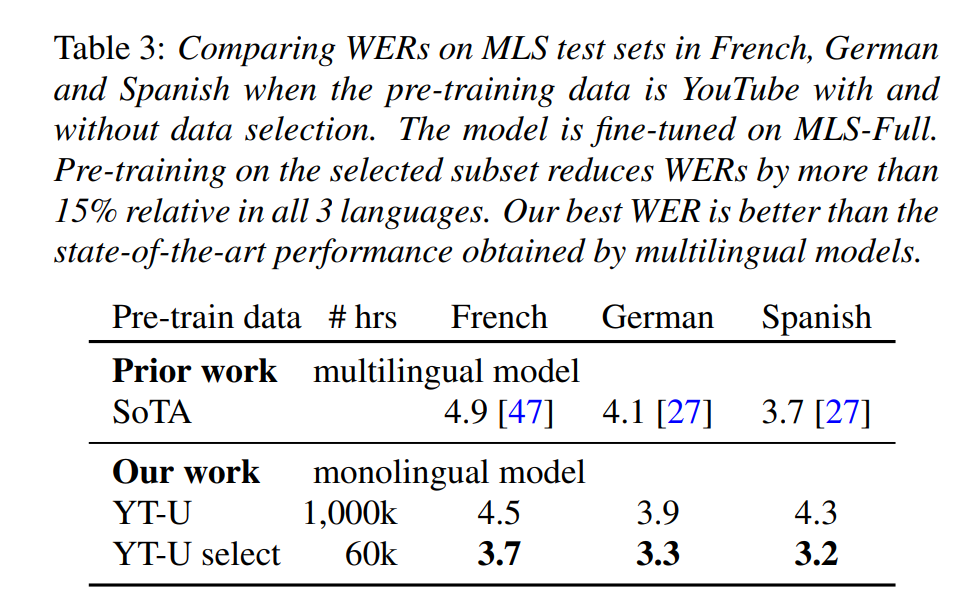 Table 3: Comparing WERs on MLS test sets in French, German
and Spanish when the pre-training data is YouTube with and
without data selection. The model is fine-tuned on MLS-Full.
Pre-training on the selected subset reduces WERs by more than
15% relative in all 3 languages. Our best WER is better than the
state-of-the-art performance obtained by multilingual models.
Pre-train data # hrs French German Spanish
Prior work multilingual model
SoTA 4.9 [47] 4.1 [27] 3.7 [27]
Our work monolingual model
YT-U 1,000k 4.5 3.9 4.3
YT-U select 60k 3.7 3.3 3.2